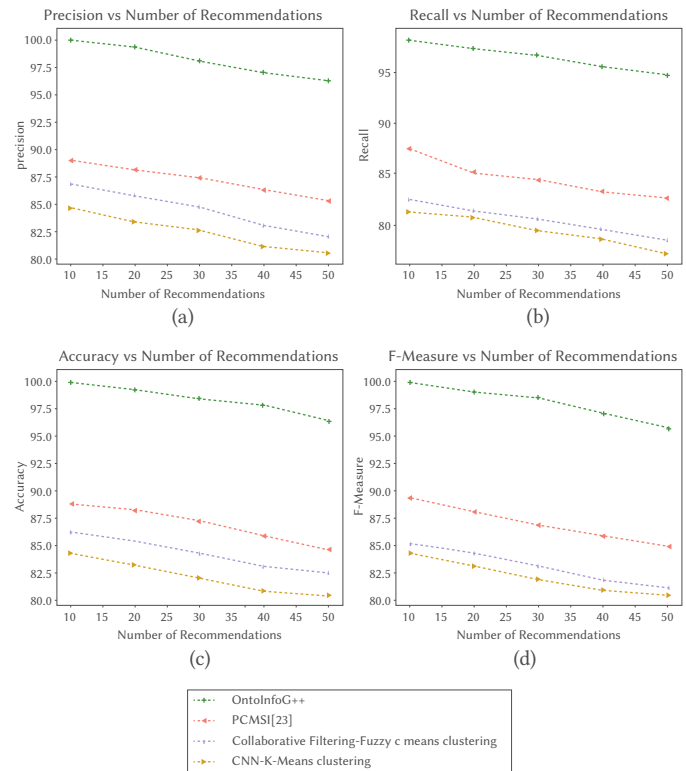 Precision vs Number of Recommendations
100.0
97.5
95.0
92.5
90.0
87.5
85.0
82.5
80.0
precision
10 15 20 25 30 35 40 45 50
Number of Recommendations
(a)
Recall vs Number of Recommendations
95
90
85
80
Recall
10 15 20 25 30 35 40 45 50
Number of Recommendations
(b)
Accuracy vs Number of Recommendations
100.0
97.5
95.0
92.5
90.0
87.5
85.0
82.5
80.0
Accuracy
10 15 20 25 30 35 40 45 50
Number of Recommendations
(c)
F-Measure vs Number of Recommendations
100.0
97.5
95.0
92.5
90.0
87.5
85.0
82.5
80.0
F-Measure
10 15 20 25 30 35 40 45 50
Number of Recommendations
(d)
OntoInfoG++
PCMSI[23]
Collaborative Filtering-Fuzzy c means clustering
CNN-K-Means clustering